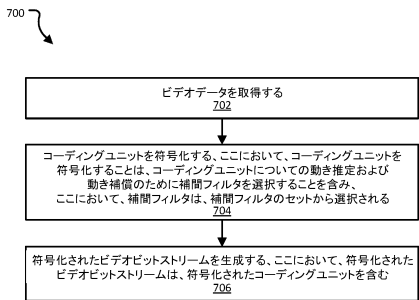 700
ビデオデータを取得する
702
コーディングユニットを符号化する、ここにおいて、コーディングユニットを
符号化することは、コーディングユニットについての動き推定および
動き補償のために補間フィルタを選択することを含み、
ここにおいて、補間フィルタは、補間フィルタのセットから選択される
704
符号化されたビデオビットストリームを生成する、ここにおいて、符号化された
ビデオビットストリームは、符号化されたコーディングユニットを含む
706